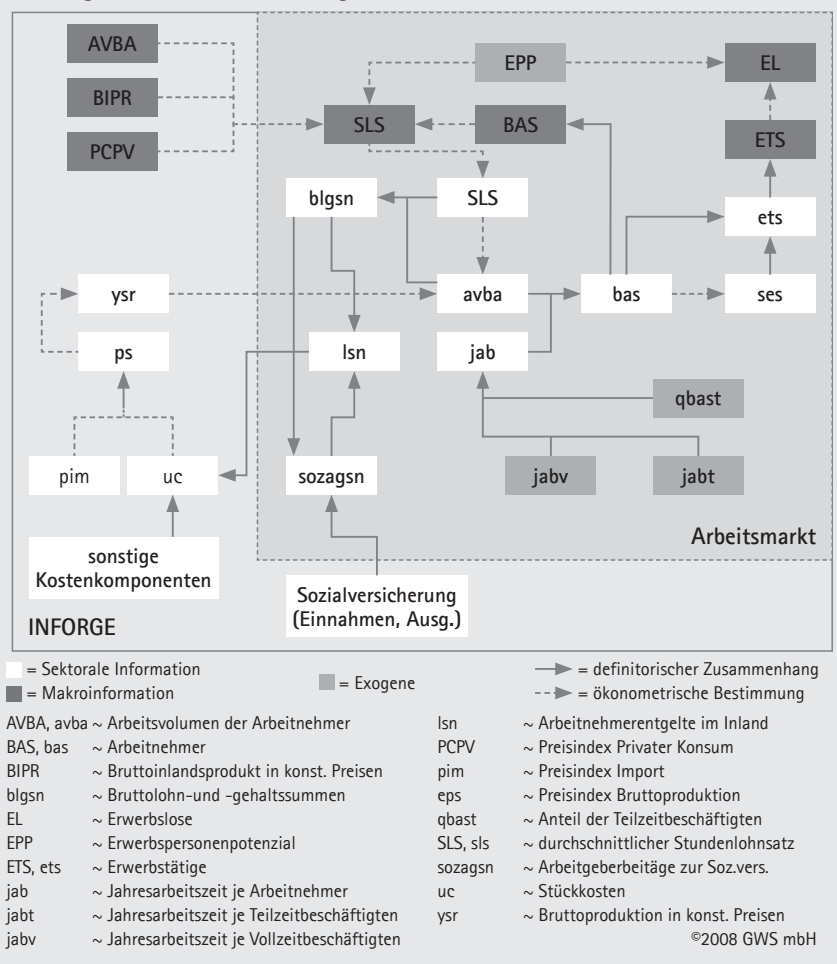 AVBA
EPP
EL
BIPR
SLS
BAS
ETS
PCPV
blgsn
SLS
ets
ysr
avba
bas
ses
ps
lsn
jab
qbast
pim
uc
sozagsn
jabv
jabt
Arbeitsmarkt
sonstige
Kostenkomponenten
Sozialversicherung
(Einnahmen, Ausg.)
INFORGE
= Sektorale Information
= Makroinformation
= Exogene
= definitorischer Zusammenhang
= ökonometrische Bestimmung
AVBA, avba ~ Arbeitsvolumen der Arbeitnehmer
BAS, bas ~ Arbeitnehmer
BIPR ~ Bruttoinlandsprodukt in konst. Preisen
blgsn ~ Bruttolohn-und -gehaltssummen
EL ~ Erwerbslose
EPP ~ Erwerbspersonenpotenzial
ETS, ets ~ Erwerbstätige
jab ~ Jahresarbeitszeit je Arbeitnehmer
jabt ~ Jahresarbeitszeit je Teilzeitbeschäftigten
jabv ~ Jahresarbeitszeit je Vollzeitbeschäftigten
lsn ~ Arbeitnehmerentgelte im Inland
PCPV ~ Preisindex Privater Konsum
pim ~ Preisindex Import
eps ~ Preisindex Bruttoproduktion
qbast ~ Anteil der Teilzeitbeschäftigten
SLS, sls ~ durchschnittlicher Stundenlohnsatz
sozagsn ~ Arbeitgeberbeitäge zur Soz.vers.
uc ~ Stückkosten
ysr ~ Bruttoproduktion in konst. Preisen
©2008 GWS mbH